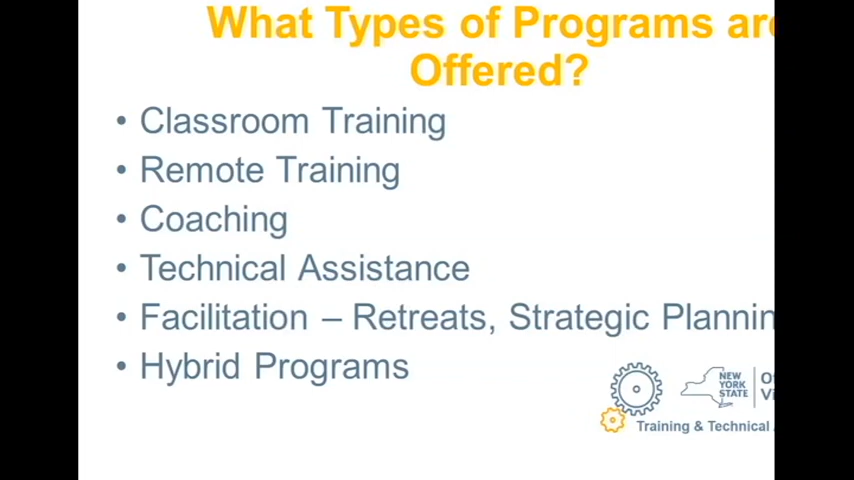 What Types of Programs are
Offered?
• Classroom Training
• Remote Training
• Coaching
• Technical Assistance
• Facilitation – Retreats, Strategic Plannin
• Hybrid Programs
NEW
YORK
STATE
Training & Technical